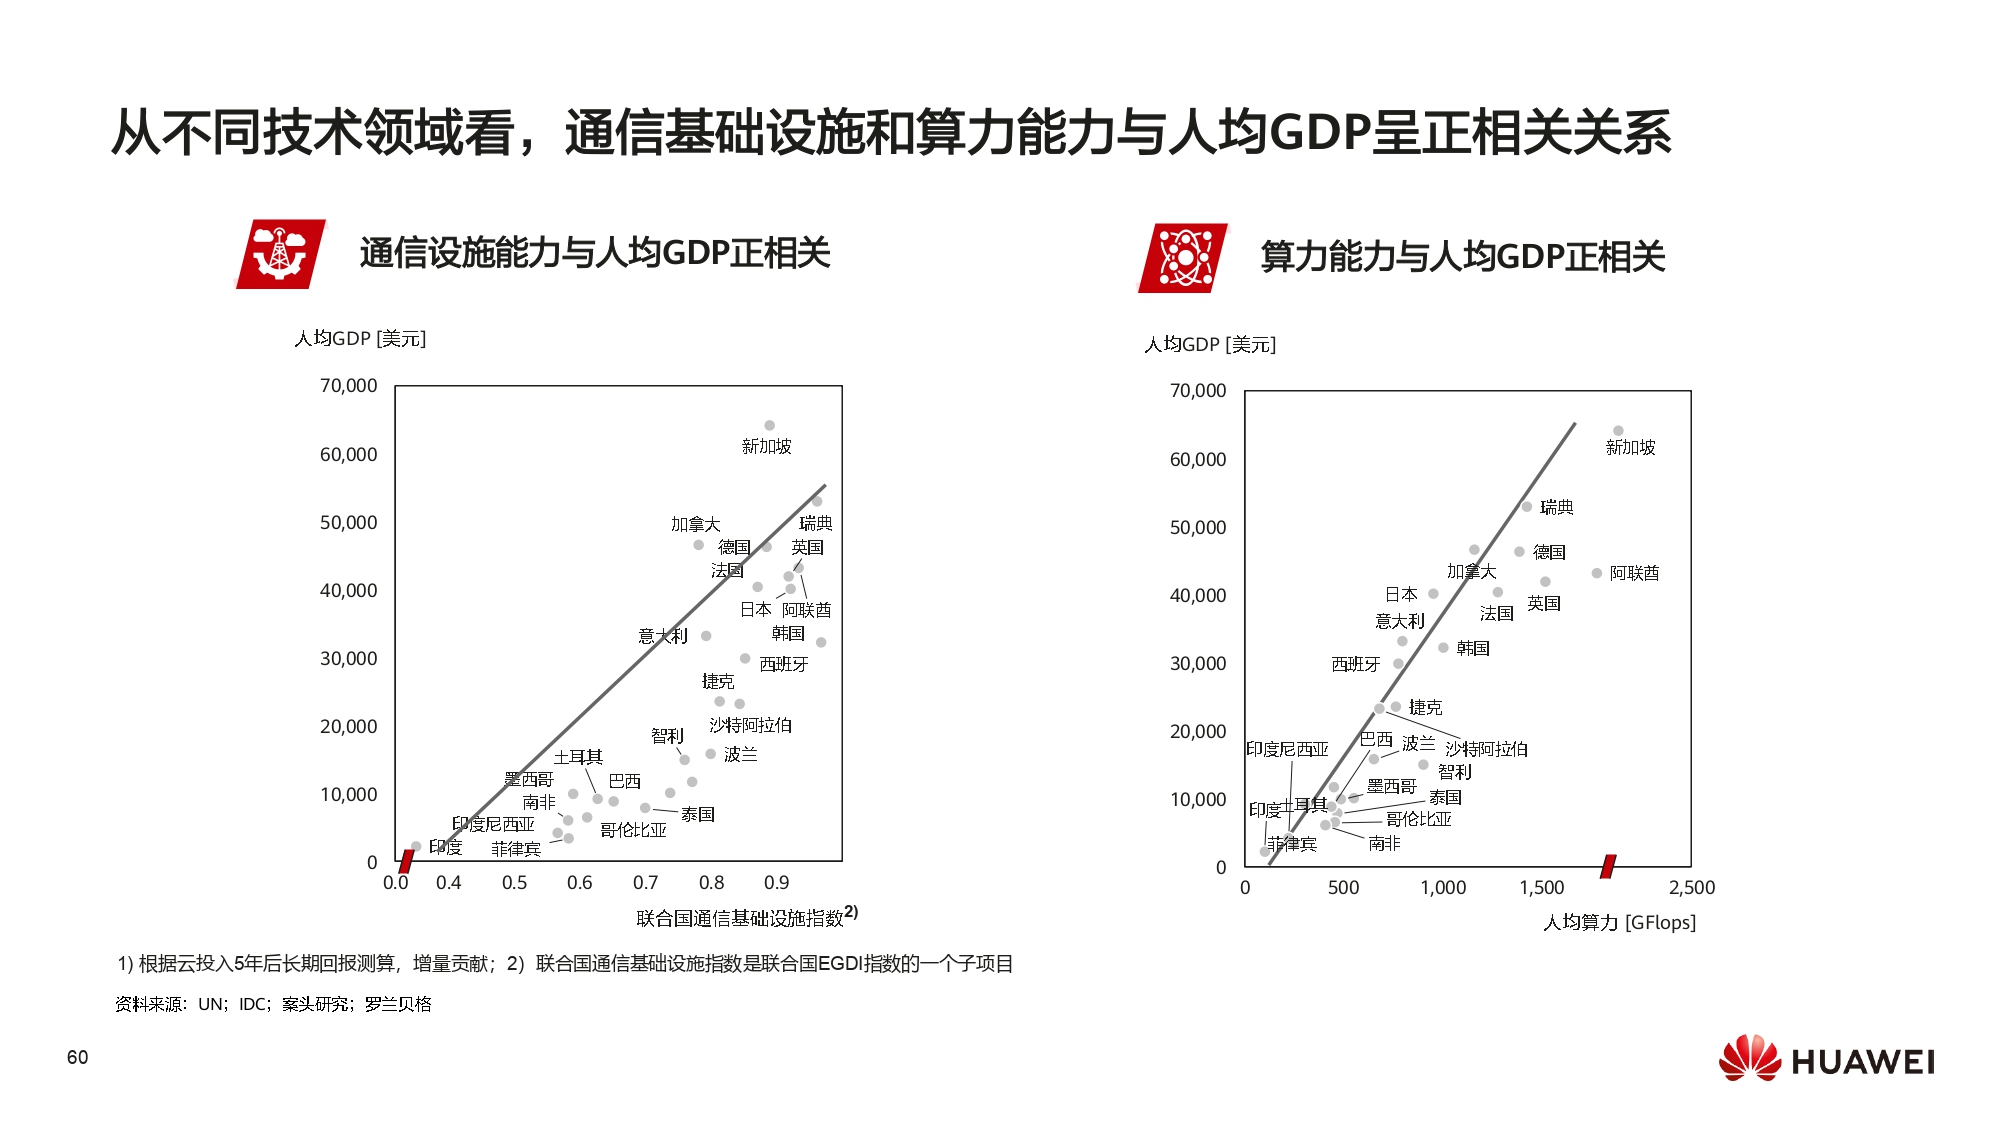 从不同技术领域看，通信基础设施和算力能力与人均GDP呈正相关关系
通信设施能力与人均GDP正相关
人均GDP [美元]
70,000
60,000
50,000
40,000
30,000
20,000
10,000
0
新加坡
加拿大
瑞典
德国
英国
法国
日本
阿联酋
意大利
韩国
西班牙
捷克
沙特阿拉伯
智利
波兰
土耳其
墨西哥
巴西
南非
泰国
印度尼西亚
哥伦比亚
印度
菲律宾
0.0
0.4
0.5
0.6
0.7
0.8
0.9
联合国通信基础设施指数2)
算力能力与人均GDP正相关
人均GDP [美元]
70,000
60,000
50,000
40,000
30,000
20,000
10,000
0
新加坡
瑞典
德国
加拿大
阿联酋
日本
英国
法国
意大利
韩国
西班牙
捷克
巴西
波兰
沙特阿拉伯
印度尼西亚
智利
墨西哥
泰国
印度
土耳其
哥伦比亚
菲律宾
南非
0
500
1,000
1,500
2,500
人均算力 [GFlops]
1) 根据云投入5年后长期回报测算，增量贡献；2）联合国通信基础设施指数是联合国EGDI指数的一个子项目
资料来源：UN；IDC；案头研究；罗兰贝格
60
HUAWEI